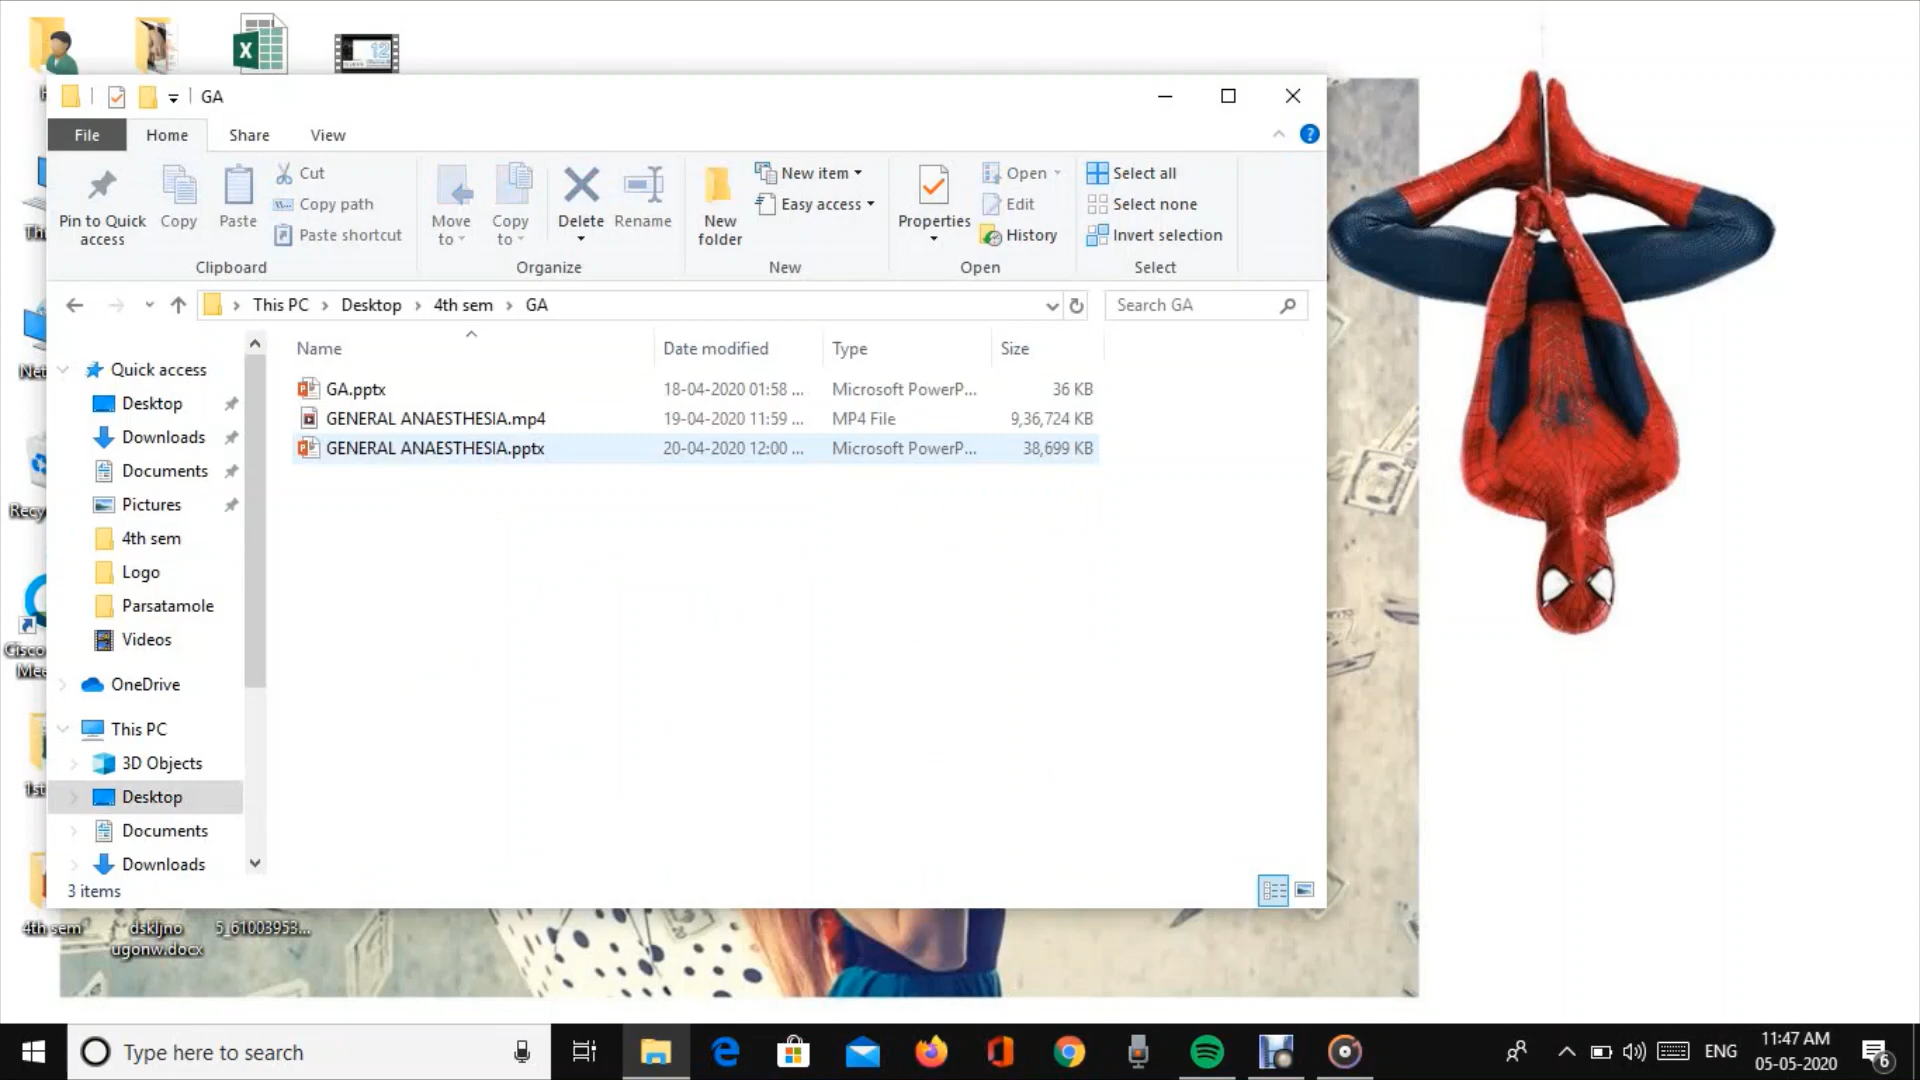 GA
File Home Share View
Pin to Quick access
Copy
Paste
Cut
Copy path
Paste shortcut
Clipboard
Move to
Copy to
Delete
Rename
Organize
New folder
New item
Easy access
New
Properties
Open
Edit
History
Open
Select all
Select none
Invert selection
Select
This PC Desktop 4th sem GA
Search GA
Name Date modified Type Size
GA.pptx 18-04-2020 01:58 ... Microsoft PowerP... 36 KB
GENERAL ANAESTHESIA.mp4 19-04-2020 11:59 ... MP4 File 9,36,724 KB
GENERAL ANAESTHESIA.pptx 20-04-2020 12:00 ... Microsoft PowerP... 38,699 KB
Quick access
Desktop
Downloads
Documents
Pictures
4th sem
Logo
Parsatamole
Videos
OneDrive
This PC
3D Objects
Desktop
Documents
Downloads
3 items
4th sem
dskljno
ugonw.docx
5_61003953...
Type here to search
ENG
11:47 AM
05-05-2020
6